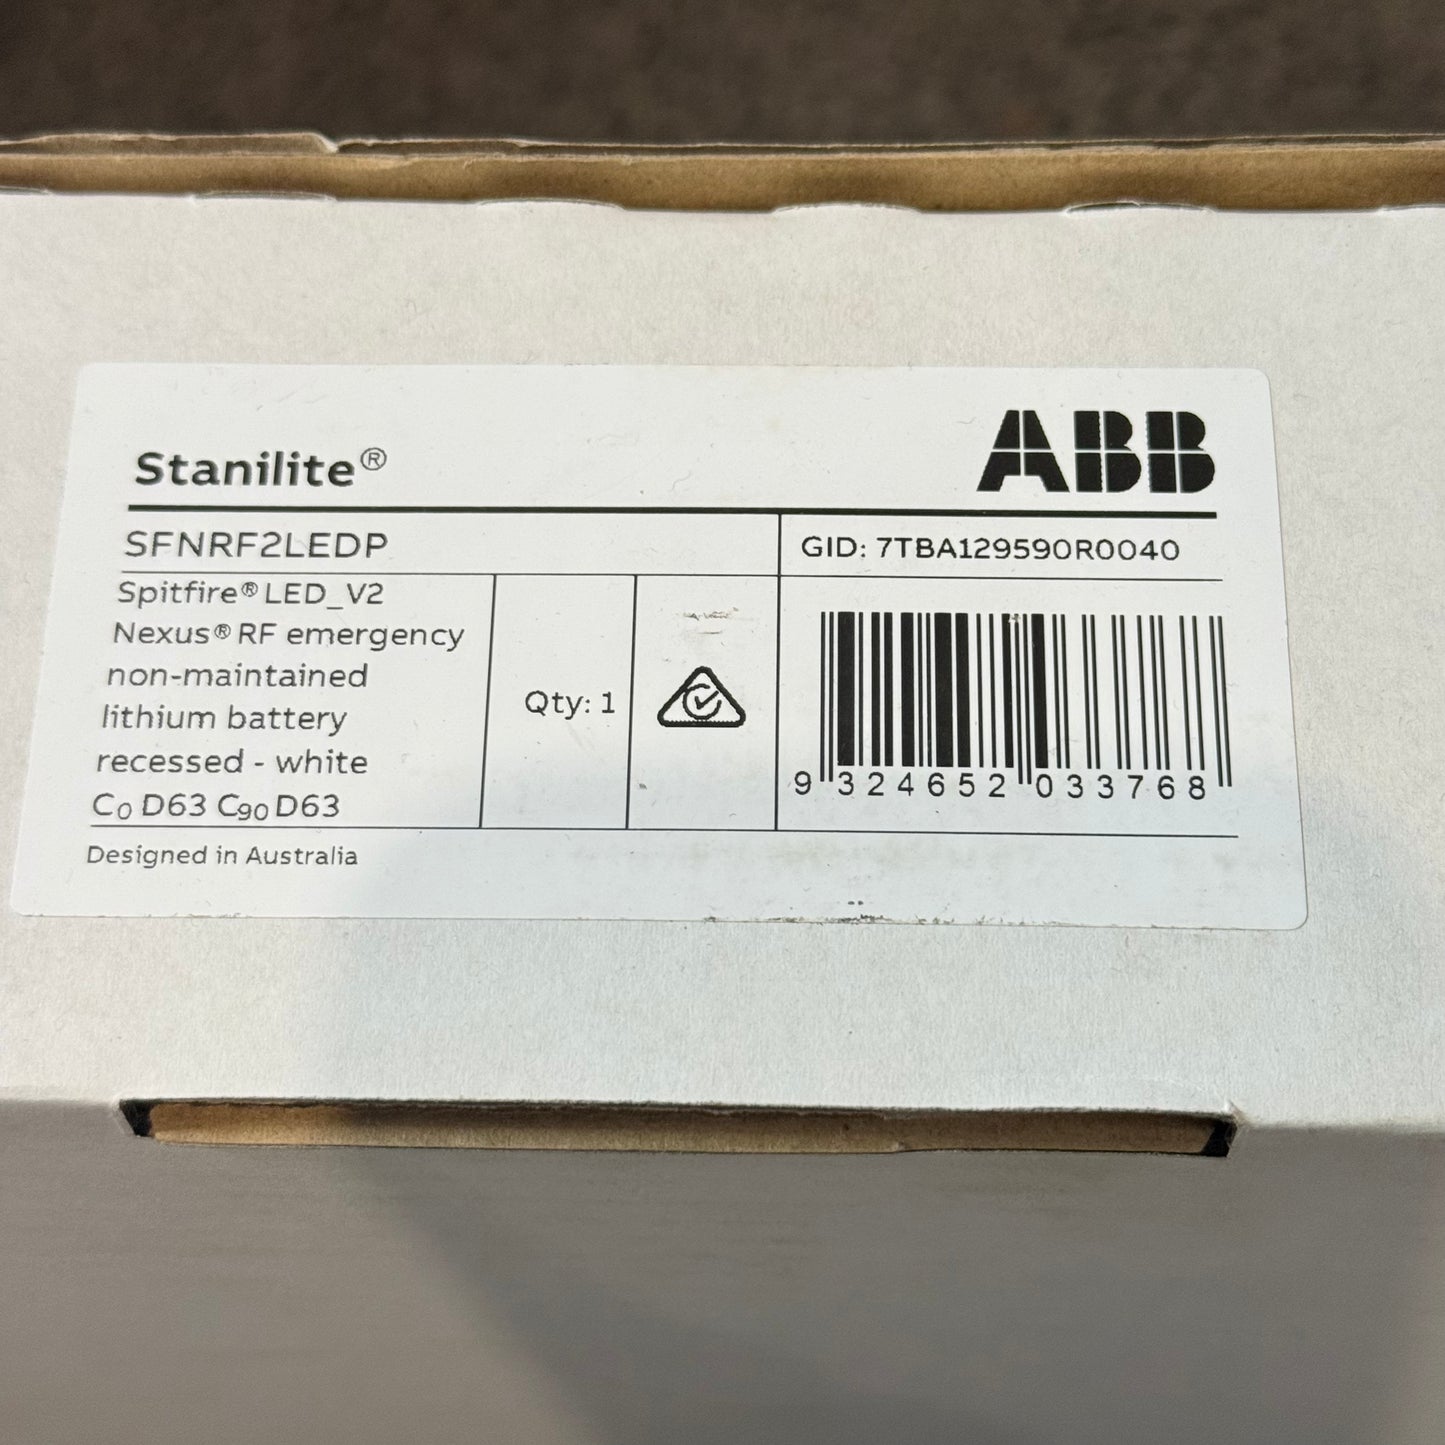 Stanilite®
ABB
SFNRF2LEDP
GID: 7TBA129590R0040
Spitfire® LED_V2
Nexus® RF emergency
non-maintained
lithium battery
recessed - white
C0 D63 C90 D63
Qty: 1
9 324652 033768
Designed in Australia